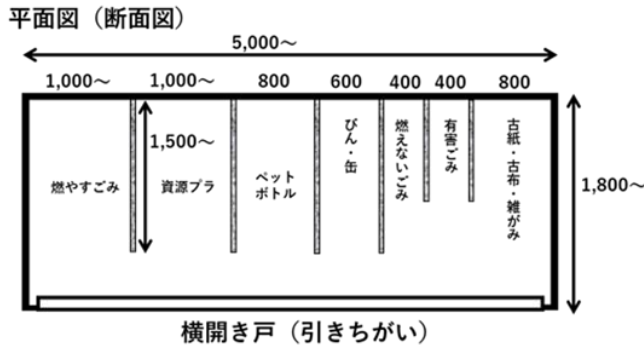 平面図（断面図）
5,000～
1,000～
1,000～
800
600
400
400
800
1,500～
1,800～
燃やすごみ
資源プラ
ペット
ボトル
びん・缶
燃えないごみ
有害ごみ
古紙・古布・雑がみ
横開き戸（引きちがい）